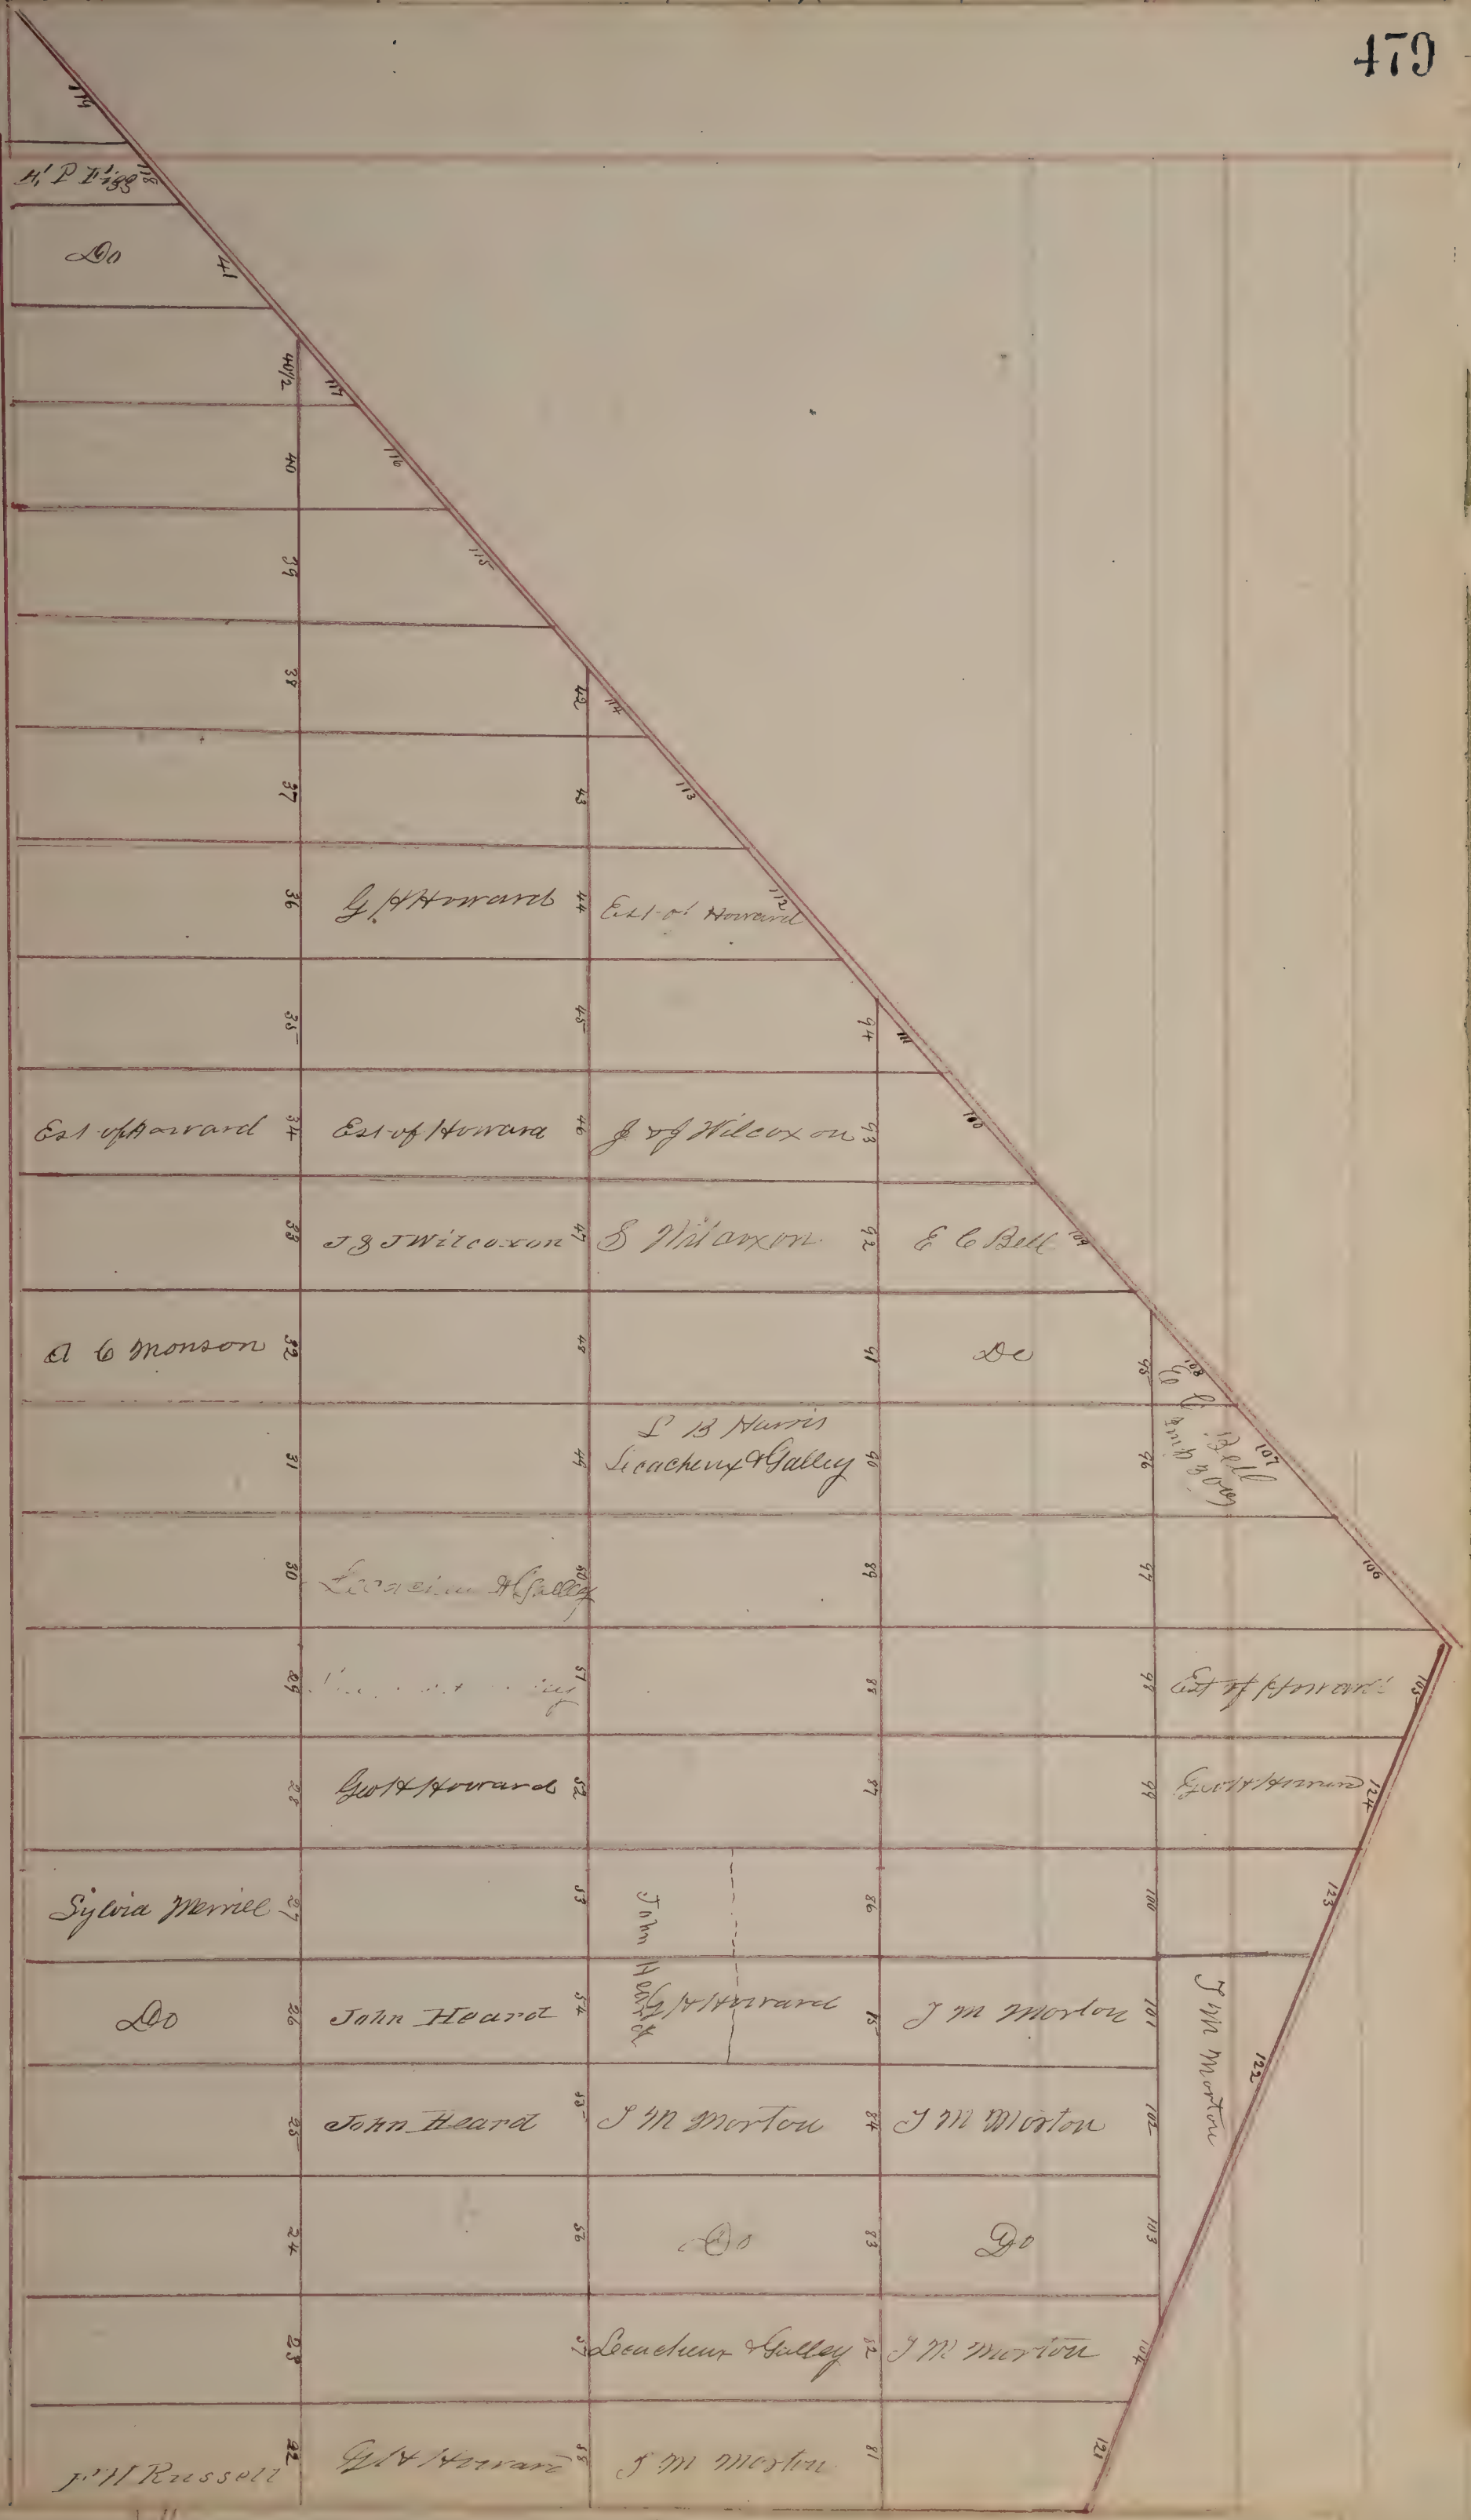 479
119
H. P. Figg 118
Do 41
40½ 117
40 116
39 115
38 42 114
37 43 113
36 G H Howard 44 Est of Howard 112
35 45 94 111
Est of Howard 34 Est of Howard 46 J & J Wilcoxon 93 100
33 J & J Wilcoxon 47 S Wilcoxon 92 E C Bell 109
A C Monson 32 48 91 Do 95 108
E C Bell
L B Harris
31 49 Lecacheux & Galley 90 96 107
30 & Galley 50 89 97 106
29 51 88 98 Est of Howard 105
28 Geo H Howard 52 87 99 Geo H Howard 124
Sylvia Merrill 27 53 John Heard 86 100 123
Do 26 John Heard 54 G H Howard 85 J M Morton 101 J M Morton 122
25 John Heard 55 J M Morton 84 J M Morton 102
24 56 Do 83 Do 103
23 57 Lecacheux & Galley 82 J M Morton 104
H Russell 22 G H Howard 58 J M Morton 81 121